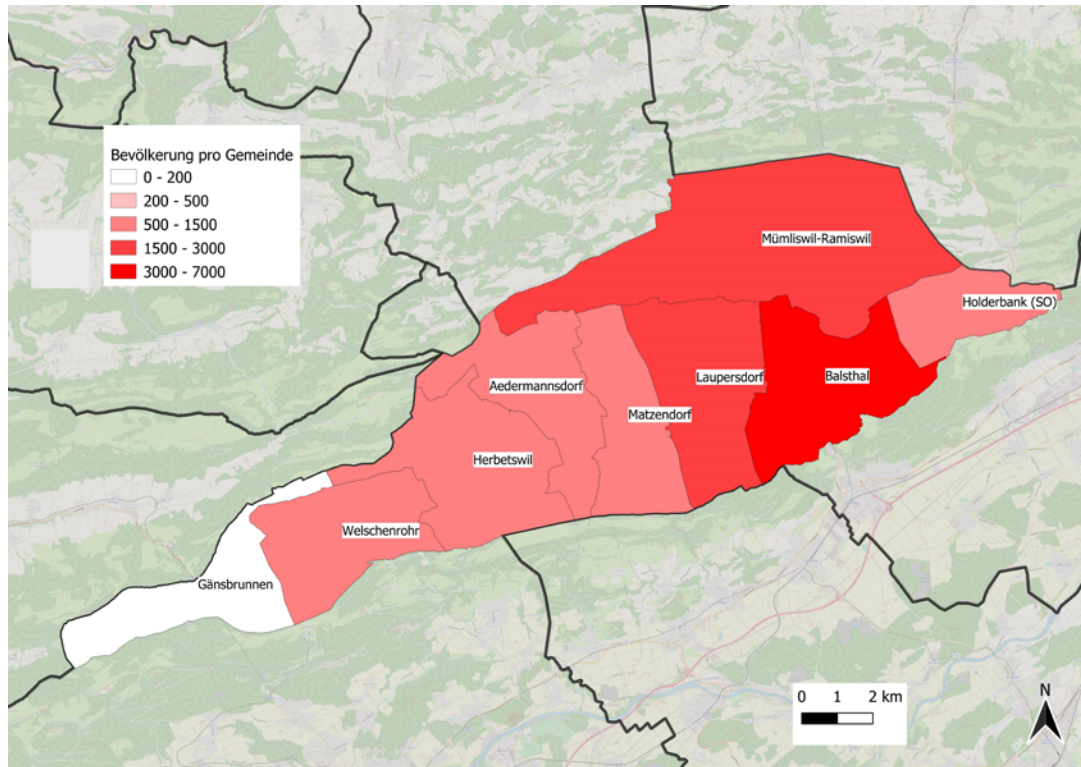 Bevölkerung pro Gemeinde
0 - 200
200 - 500
500 - 1500
1500 - 3000
3000 - 7000
Mümliswil-Ramiswil
Holderbank (SO)
Aedermannsdorf
Laupersdorf
Balsthal
Matzendorf
Herbetswil
Welschenrohr
Gänsbrunnen
0 1 2 km
N